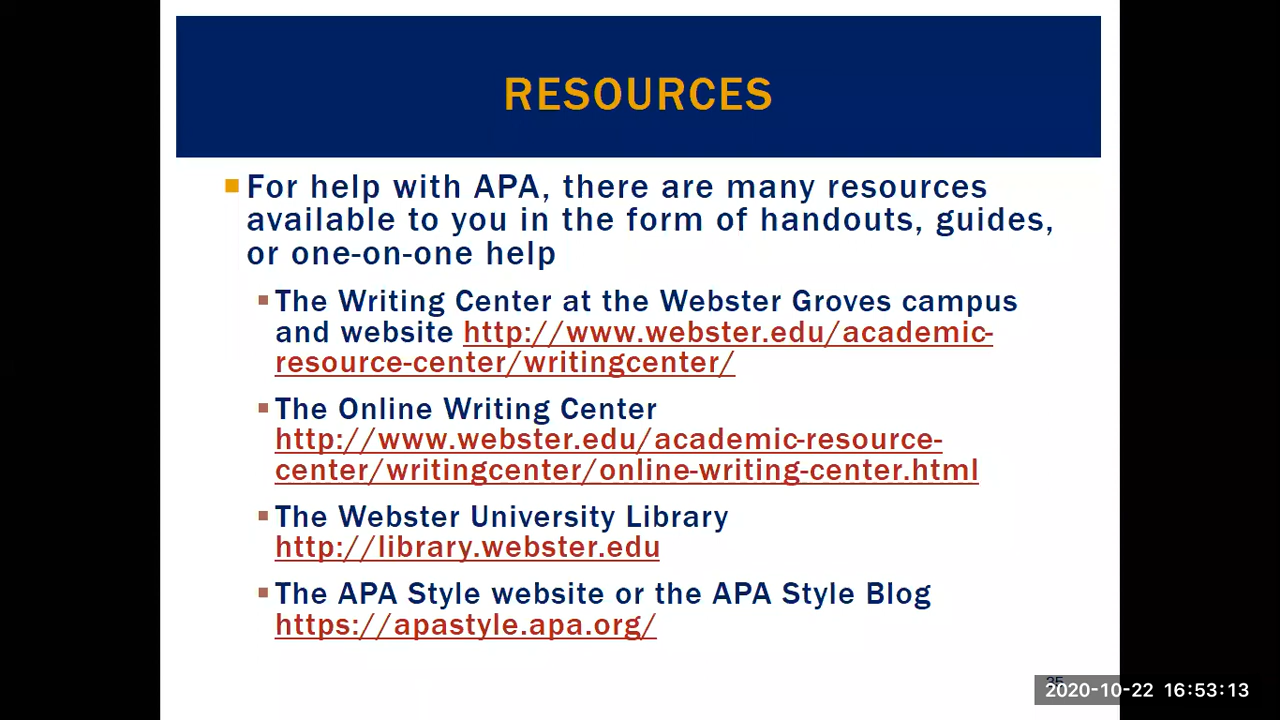 RESOURCES
For help with APA, there are many resources
available to you in the form of handouts, guides,
or one-on-one help
The Writing Center at the Webster Groves campus
and website http://www.webster.edu/academic-
resource-center/writingcenter/
The Online Writing Center
http://www.webster.edu/academic-resource-
center/writingcenter/online-writing-center.html
The Webster University Library
http://library.webster.edu
The APA Style website or the APA Style Blog
https://apastyle.apa.org/
2020-10-22 16:53:13